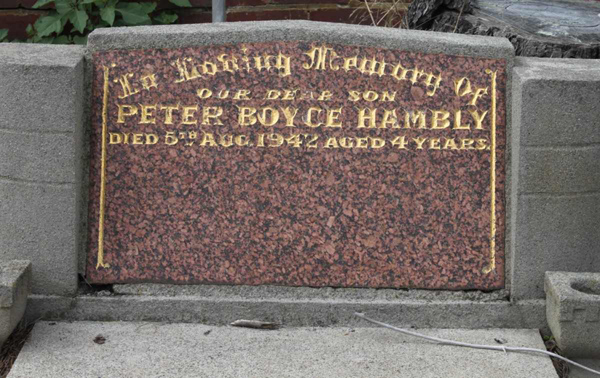 In Loving Memory Of
OUR DEAR SON
PETER BOYCE HAMBLY
DIED 5TH AUG. 1942 AGED 4 YEARS.